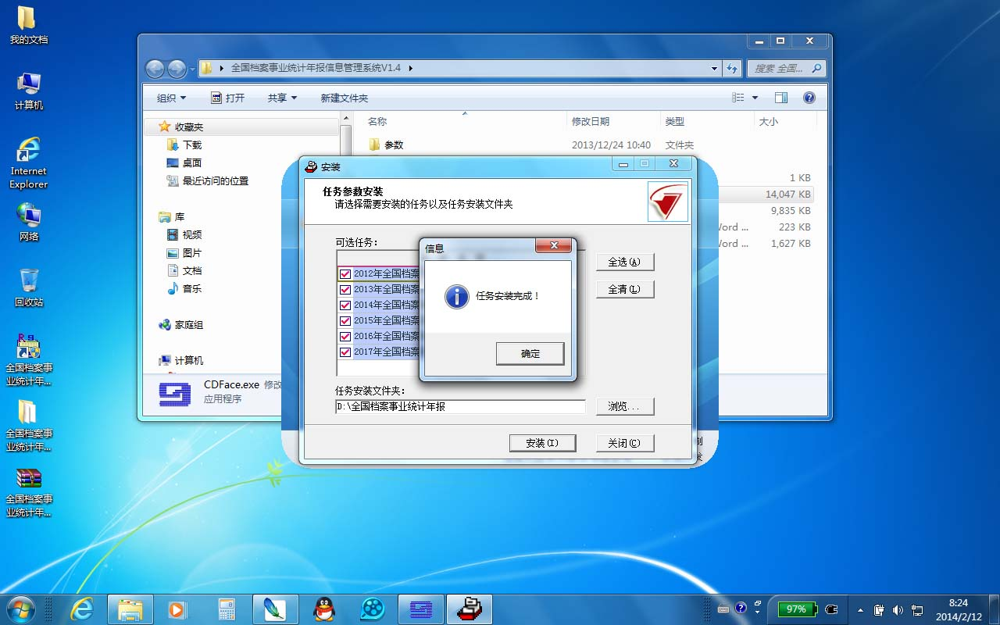 我的文档
计算机
Internet
Explorer
网络
回收站
全国档案事
业统计年...
全国档案事
业统计年...
全国档案事
业统计年...
全国档案事业统计年报信息管理系统V1.4
搜索 全国...
组织
打开
共享
新建文件夹
收藏夹
下载
桌面
最近访问的位置
库
视频
图片
文档
音乐
家庭组
计算机
名称
修改日期
类型
大小
参数
2013/12/24 10:40
文件夹
1 KB
14,047 KB
9,835 KB
Word ...
223 KB
Word ...
1,627 KB
CDFace.exe 修改
应用程序
安装
任务参数安装
请选择需要安装的任务以及任务安装文件夹
可选任务:
2012年全国档案
2013年全国档案
2014年全国档案
2015年全国档案
2016年全国档案
2017年全国档案
全选(A)
全清(L)
任务安装文件夹:
D:\全国档案事业统计年报
浏览...
安装(I)
关闭(C)
信息
任务安装完成！
确定
97%
8:24
2014/2/12